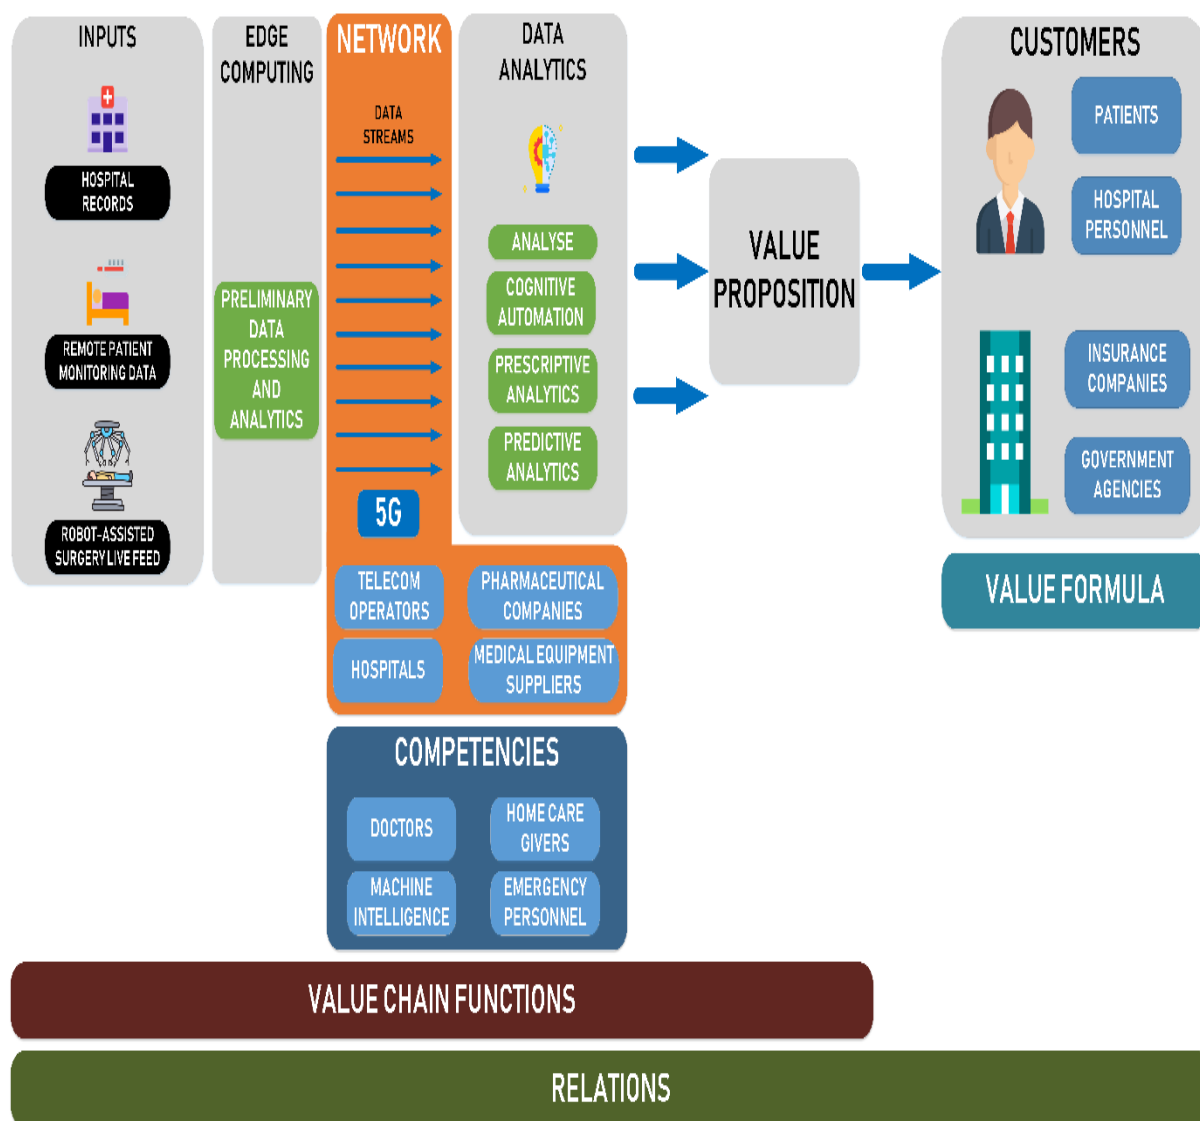 INPUTS
HOSPITAL
RECORDS
REMOTE PATIENT
MONITORING DATA
ROBOT-ASSISTED
SURGERY LIVE FEED
EDGE
COMPUTING
PRELIMINARY
DATA
PROCESSING
AND
ANALYTICS
NETWORK
DATA
STREAMS
5G
TELECOM
OPERATORS
PHARMACEUTICAL
COMPANIES
HOSPITALS
MEDICAL EQUIPMENT
SUPPLIERS
DATA
ANALYTICS
ANALYSE
COGNITIVE
AUTOMATION
PRESCRIPTIVE
ANALYTICS
PREDICTIVE
ANALYTICS
VALUE
PROPOSITION
CUSTOMERS
PATIENTS
HOSPITAL
PERSONNEL
INSURANCE
COMPANIES
GOVERNMENT
AGENCIES
VALUE FORMULA
COMPETENCIES
DOCTORS
HOME CARE
GIVERS
MACHINE
INTELLIGENCE
EMERGENCY
PERSONNEL
VALUE CHAIN FUNCTIONS
RELATIONS